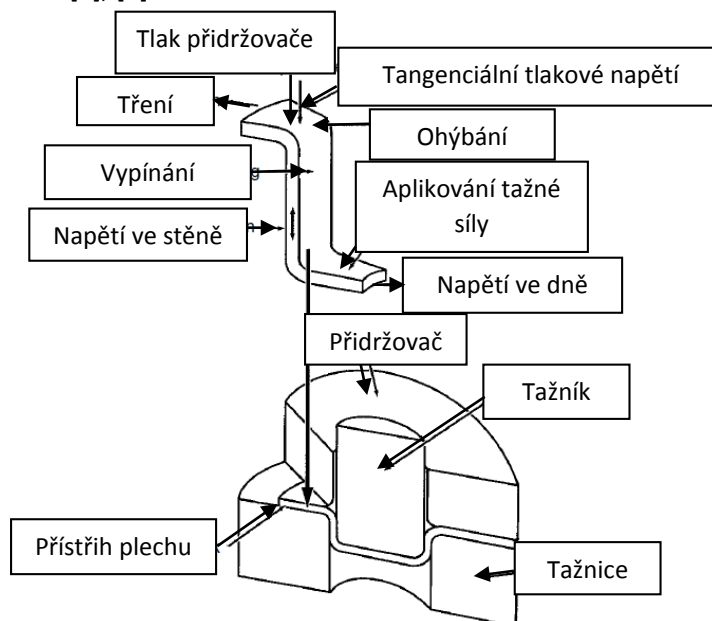 Tlak přidržovače
Tangenciální tlakové napětí
Tření
Ohýbání
Vypínání
Aplikování tažné
síly
Napětí ve stěně
Napětí ve dně
Přidržovač
Tažník
Přístřih plechu
Tažnice